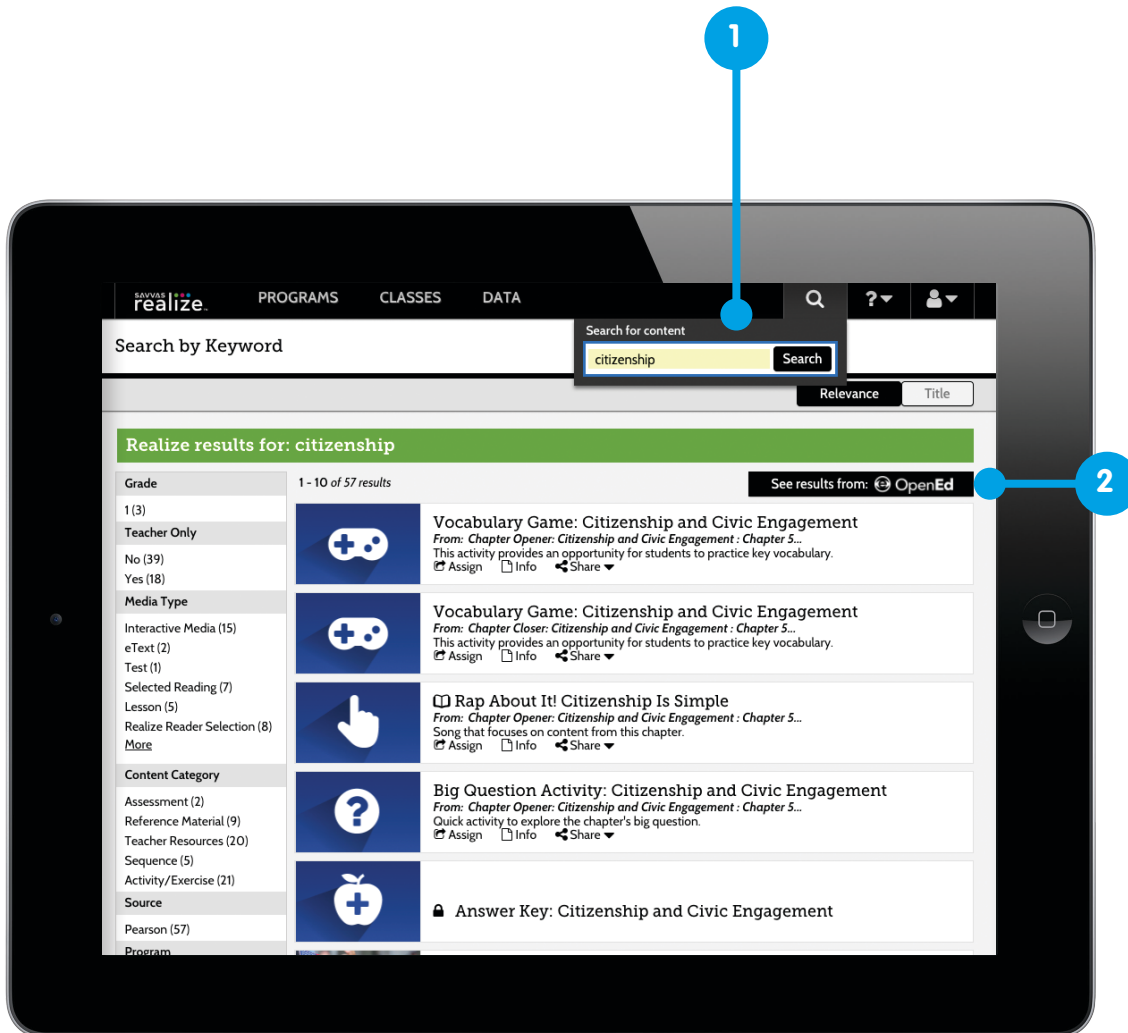 1
SAVVAS
realize™
PROGRAMS CLASSES DATA ?
Search for content
citizenship Search
Search by Keyword
Relevance Title
Realize results for: citizenship
Grade
1 (3)
Teacher Only
No (39)
Yes (18)
Media Type
Interactive Media (15)
eText (2)
Test (1)
Selected Reading (7)
Lesson (5)
Realize Reader Selection (8)
More
Content Category
Assessment (2)
Reference Material (9)
Teacher Resources (20)
Sequence (5)
Activity/Exercise (21)
Source
Pearson (57)
Program
1 - 10 of 57 results
See results from: OpenEd
2
Vocabulary Game: Citizenship and Civic Engagement
From: Chapter Opener: Citizenship and Civic Engagement : Chapter 5...
This activity provides an opportunity for students to practice key vocabulary.
Assign Info Share
Vocabulary Game: Citizenship and Civic Engagement
From: Chapter Closer: Citizenship and Civic Engagement : Chapter 5...
This activity provides an opportunity for students to practice key vocabulary.
Assign Info Share
Rap About It! Citizenship Is Simple
From: Chapter Opener: Citizenship and Civic Engagement : Chapter 5...
Song that focuses on content from this chapter.
Assign Info Share
?
Big Question Activity: Citizenship and Civic Engagement
From: Chapter Opener: Citizenship and Civic Engagement : Chapter 5...
Quick activity to explore the chapter's big question.
Assign Info Share
Answer Key: Citizenship and Civic Engagement